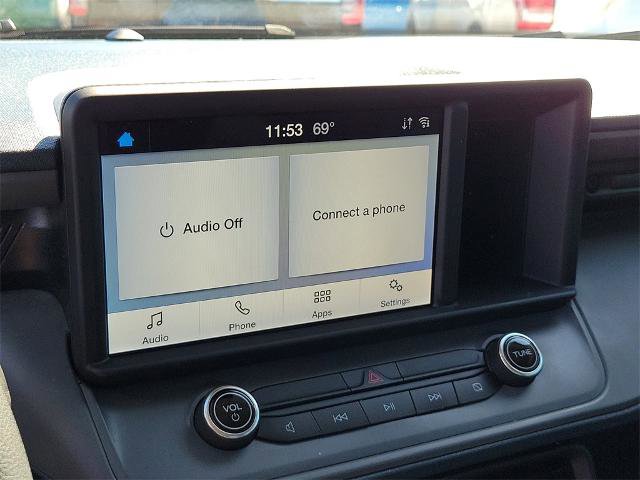 11:53 69°
Audio Off
Connect a phone
Audio
Phone
Apps
Settings
VOL
TUNE